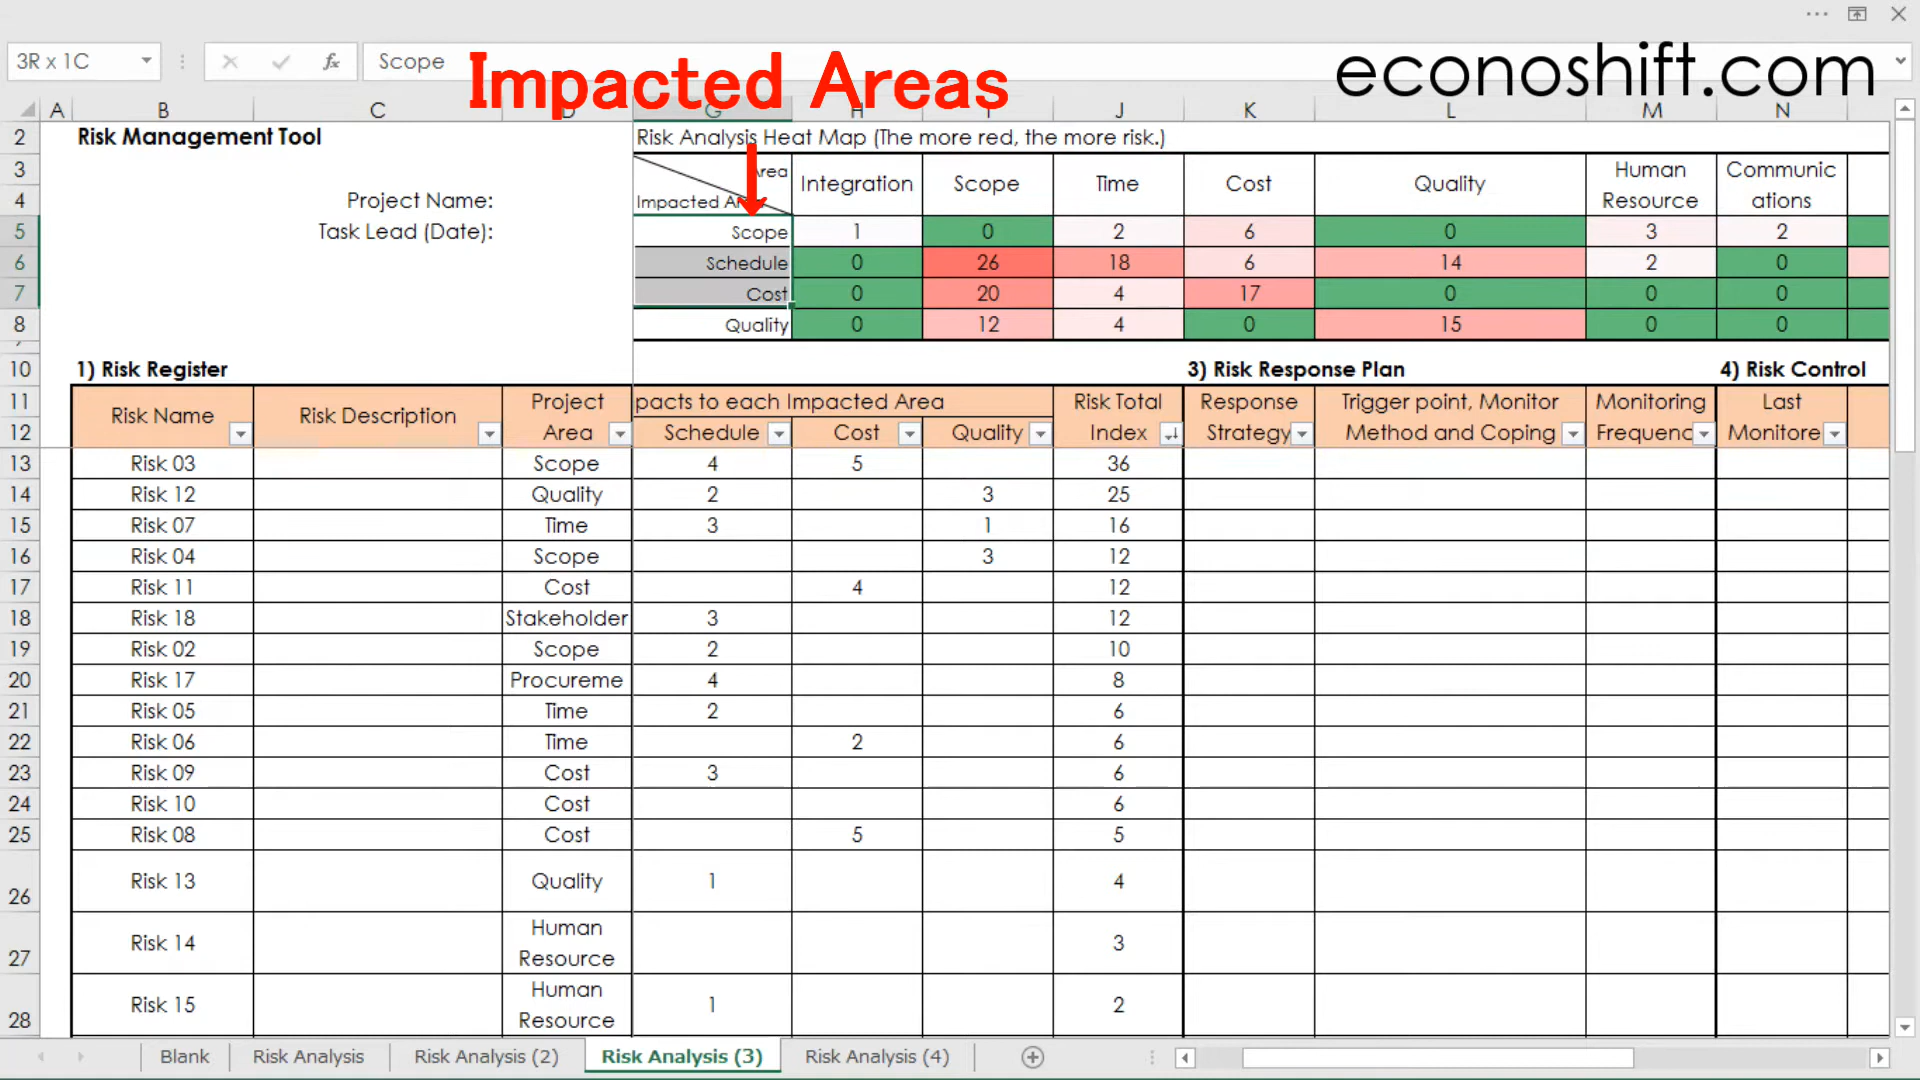 3R x 1C
fx
Scope
Impacted Areas
econoshift.com
A B C D G H I J K L M N
2 Risk Management Tool Risk Analysis Heat Map (The more red, the more risk.)
3 Area Integration Scope Time Cost Quality Human Communic
4 Project Name: Impacted Resource ations
5 Task Lead (Date): Scope 1 0 2 6 0 3 2
6 Schedule 0 26 18 6 14 2 0
7 Cost 0 20 4 17 0 0 0
8 Quality 0 12 4 0 15 0 0
10 1) Risk Register 3) Risk Response Plan 4) Risk Control
11 Risk Name Risk Description Project pacts to each Impacted Area Risk Total Response Trigger point, Monitor Monitoring Last
12 Area Schedule Cost Quality Index Strategy Method and Coping Frequenc Monitore
13 Risk 03 Scope 4 5 36
14 Risk 12 Quality 2 3 25
15 Risk 07 Time 3 1 16
16 Risk 04 Scope 3 12
17 Risk 11 Cost 4 12
18 Risk 18 Stakeholder 3 12
19 Risk 02 Scope 2 10
20 Risk 17 Procureme 4 8
21 Risk 05 Time 2 6
22 Risk 06 Time 2 6
23 Risk 09 Cost 3 6
24 Risk 10 Cost 6
25 Risk 08 Cost 5 5
26 Risk 13 Quality 1 4
27 Risk 14 Human Resource 3
28 Risk 15 Human Resource 1 2
Blank Risk Analysis Risk Analysis (2) Risk Analysis (3) Risk Analysis (4)